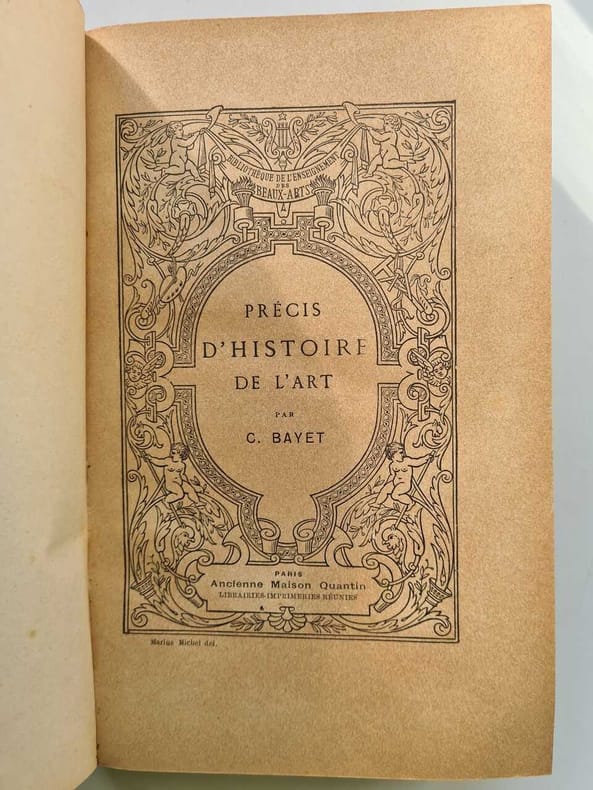 BIBLIOTHÈQUE DE L'ENSEIGNEMENT
DES
BEAUX-ARTS
PRÉCIS
D'HISTOIRE
DE L'ART
PAR
C. BAYET
PARIS
Ancienne Maison Quantin
LIBRAIRIES-IMPRIMERIES RÉUNIES
Marius Michel del.